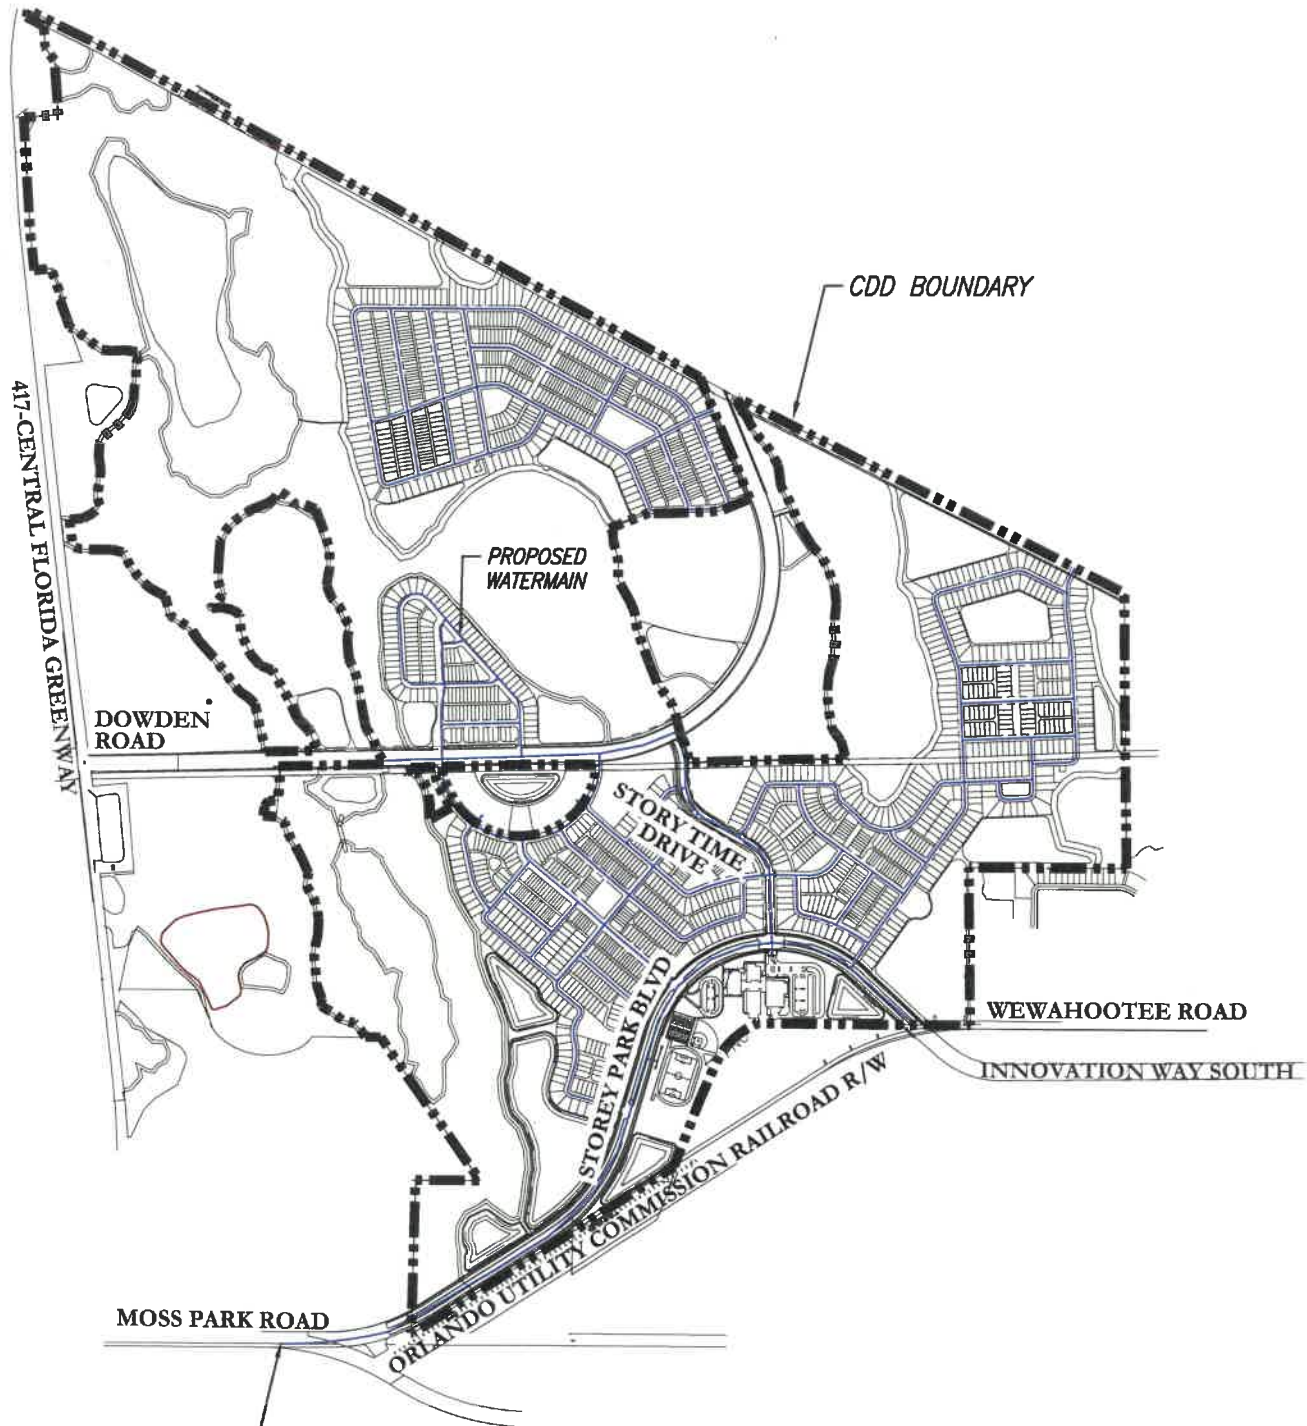 CDD BOUNDARY
417-CENTRAL FLORIDA GREENWAY
PROPOSED
WATERMAIN
DOWDEN
ROAD
STORY TIME
DRIVE
STOREY PARK BLVD
WEWAHOOTEE ROAD
INNOVATION WAY SOUTH
ORLANDO UTILITY COMMISSION RAILROAD R/W
MOSS PARK ROAD